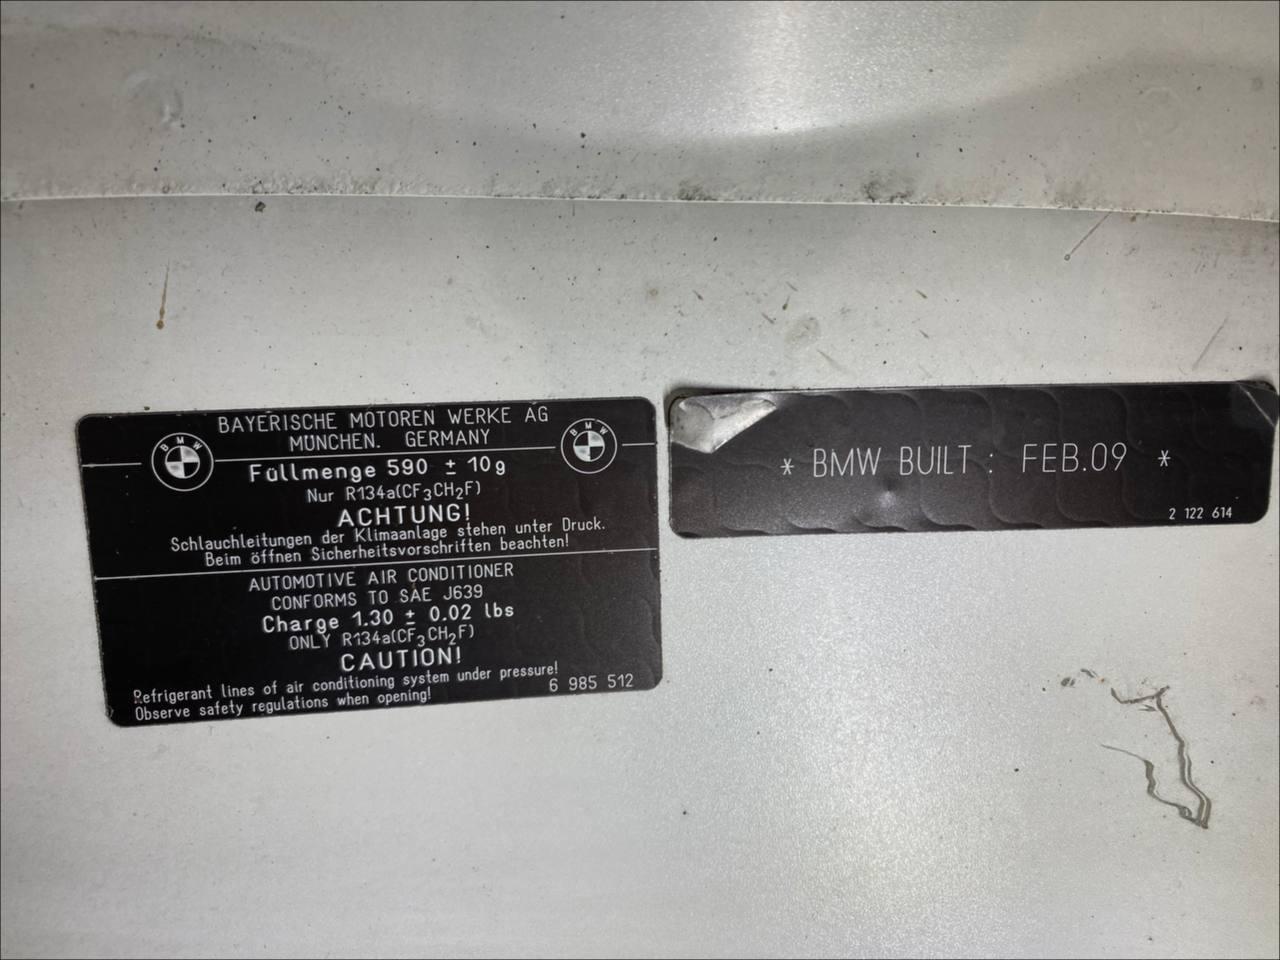 BAYERISCHE MOTOREN WERKE AG
MÜNCHEN. GERMANY
BMW
BMW
Füllmenge 590 ± 10g
Nur R134a(CF₃CH₂F)
ACHTUNG!
Schlauchleitungen der Klimaanlage stehen unter Druck.
Beim öffnen Sicherheitsvorschriften beachten!
AUTOMOTIVE AIR CONDITIONER
CONFORMS TO SAE J639
Charge 1.30 ± 0.02 lbs
ONLY R134a(CF₃CH₂F)
CAUTION!
Refrigerant lines of air conditioning system under pressure!
Observe safety regulations when opening!
6 985 512
* BMW BUILT : FEB.09 *
2 122 614